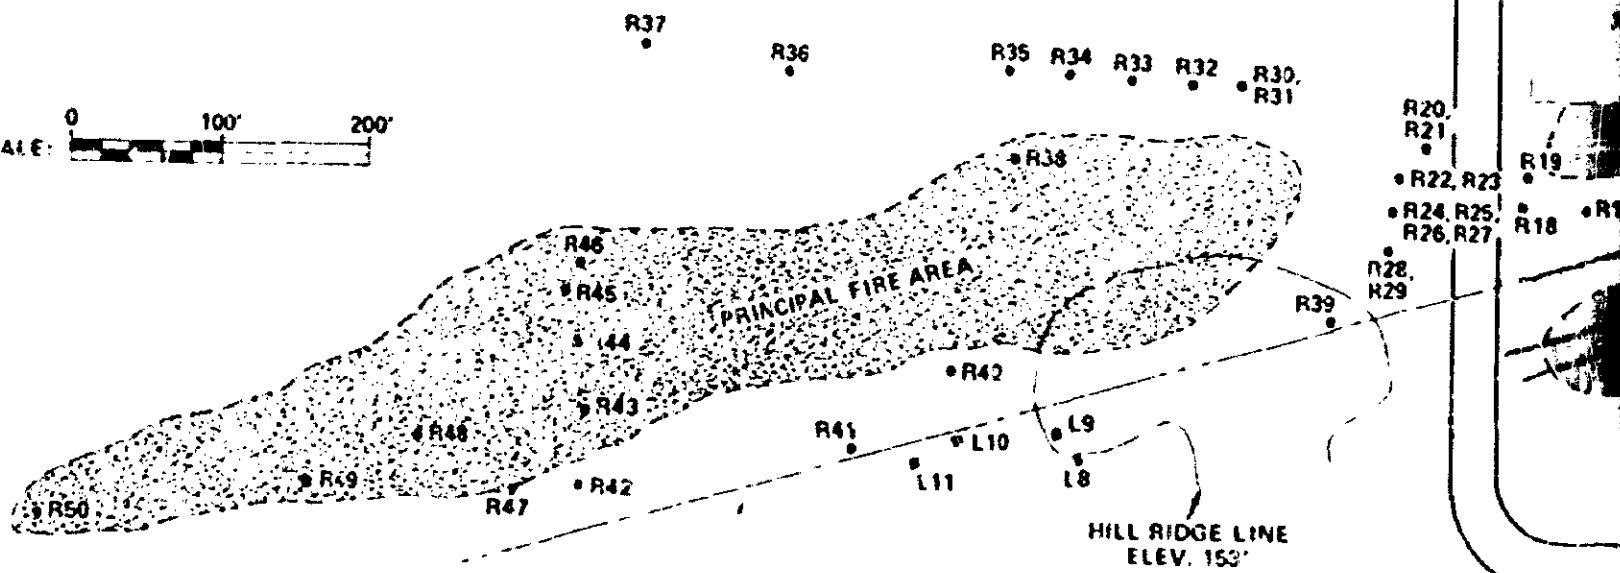 R37
R36
R35
R34
R33
R32
R30,
R31
0
100'
200'
ALE:
R20,
R21
R22, R23
R19
R24, R25,
R26, R27
R18
R28,
R29
R38
R46
R45
PRINCIPAL FIRE AREA
R39
R43
R48
R41
L10
L9
L11
L8
R49
R42
R47
R50
HILL RIDGE LINE
ELEV.